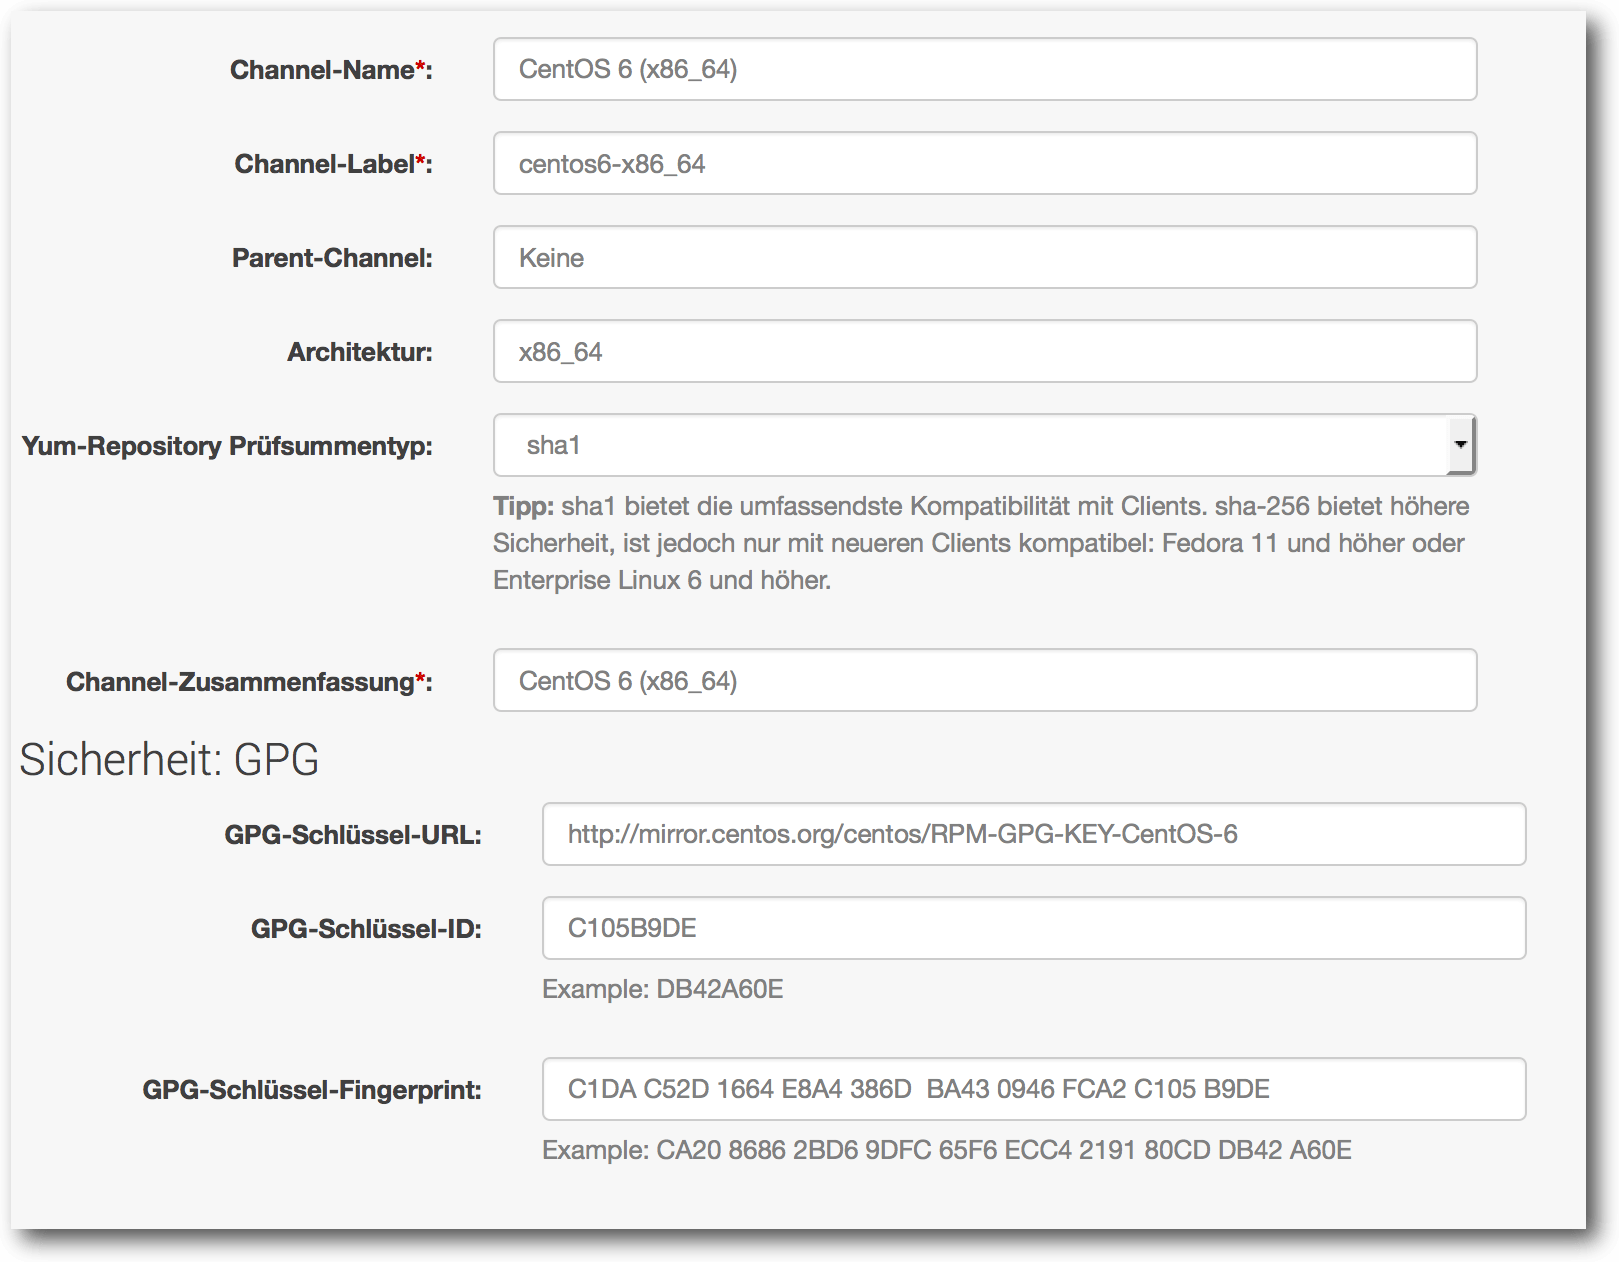 Channel-Name*: CentOS 6 (x86_64)
Channel-Label*: centos6-x86_64
Parent-Channel: Keine
Architektur: x86_64
Yum-Repository Prüfsummentyp: sha1
Tipp: sha1 bietet die umfassendste Kompatibilität mit Clients. sha-256 bietet höhere
Sicherheit, ist jedoch nur mit neueren Clients kompatibel: Fedora 11 und höher oder
Enterprise Linux 6 und höher.
Channel-Zusammenfassung*: CentOS 6 (x86_64)
Sicherheit: GPG
GPG-Schlüssel-URL: http://mirror.centos.org/centos/RPM-GPG-KEY-CentOS-6
GPG-Schlüssel-ID: C105B9DE
Example: DB42A60E
GPG-Schlüssel-Fingerprint: C1DA C52D 1664 E8A4 386D  BA43 0946 FCA2 C105 B9DE
Example: CA20 8686 2BD6 9DFC 65F6 ECC4 2191 80CD DB42 A60E